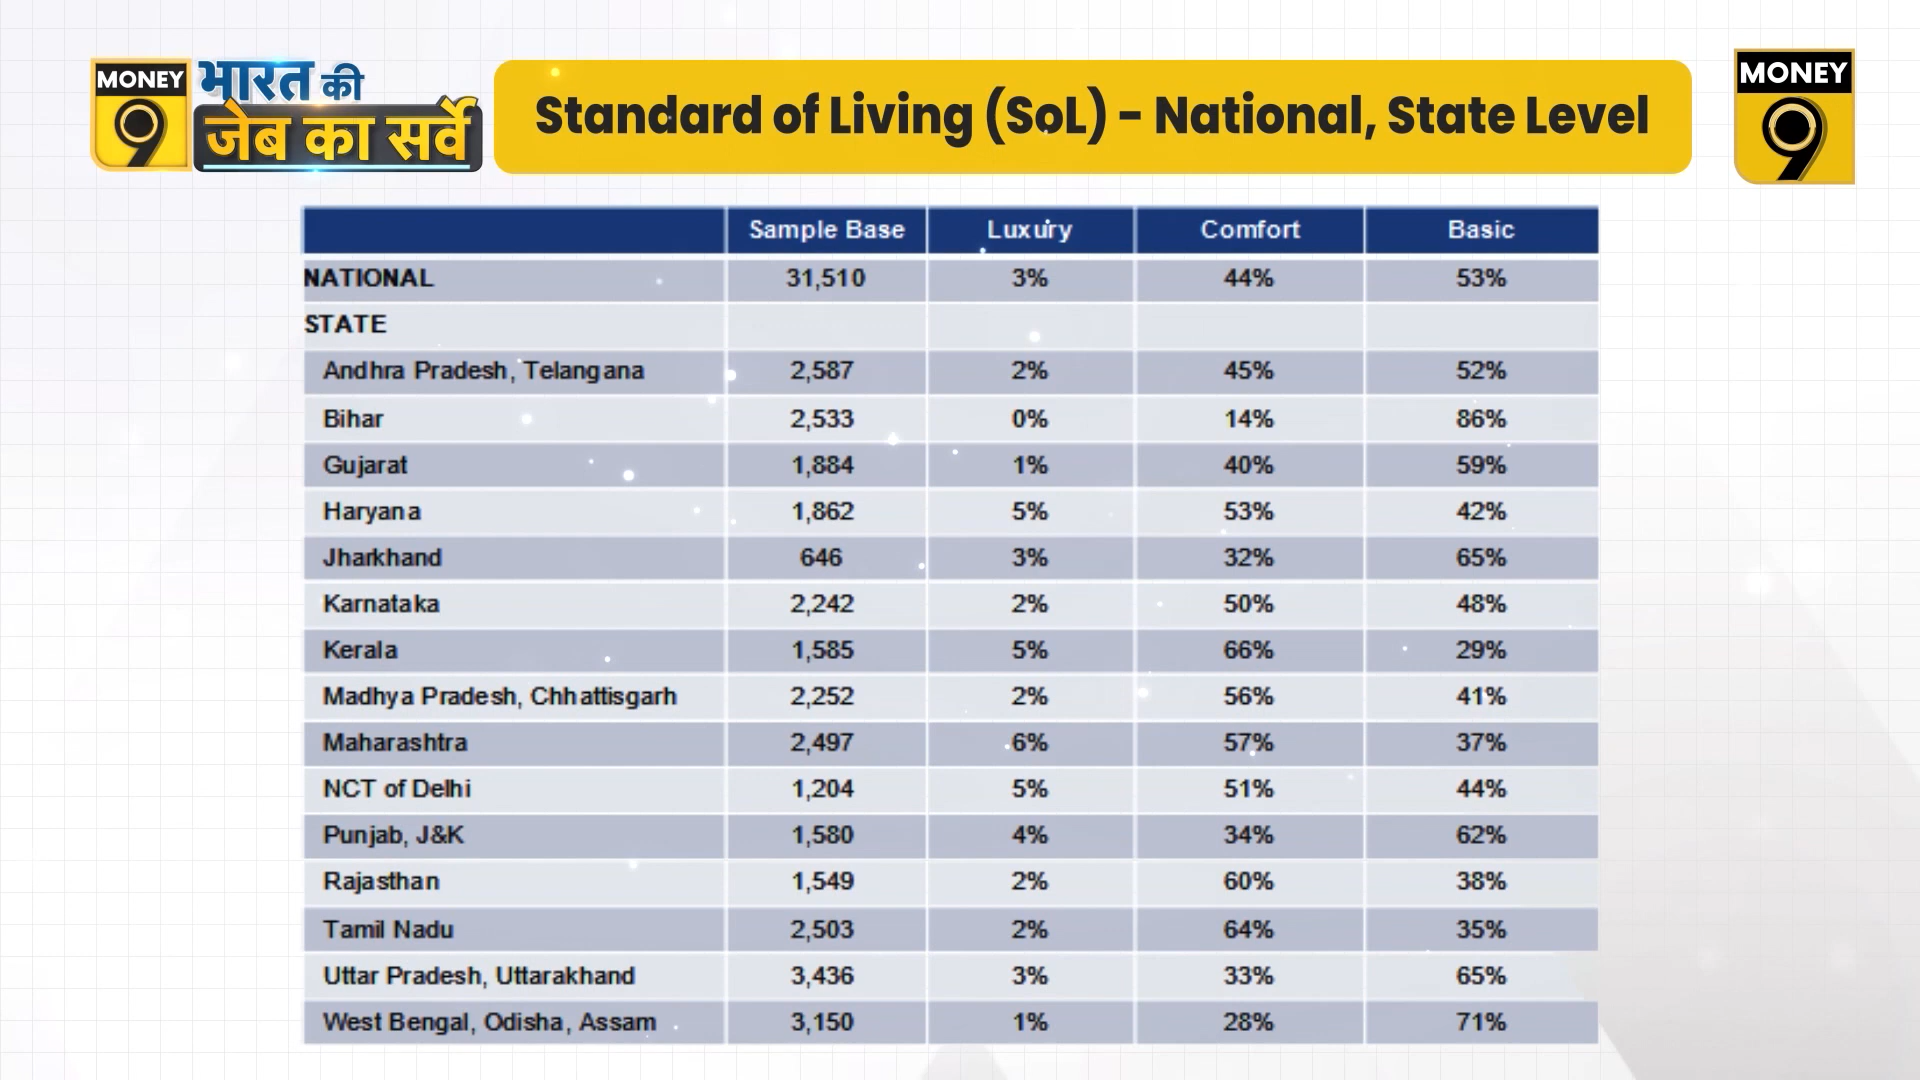 MONEY
9
भारत की
जेब का सर्वे
Standard of Living (SoL) - National, State Level
MONEY
9
Sample Base Luxury Comfort Basic
NATIONAL 31,510 3% 44% 53%
STATE
Andhra Pradesh, Telangana 2,587 2% 45% 52%
Bihar 2,533 0% 14% 86%
Gujarat 1,884 1% 40% 59%
Haryana 1,862 5% 53% 42%
Jharkhand 646 3% 32% 65%
Karnataka 2,242 2% 50% 48%
Kerala 1,585 5% 66% 29%
Madhya Pradesh, Chhattisgarh 2,252 2% 56% 41%
Maharashtra 2,497 6% 57% 37%
NCT of Delhi 1,204 5% 51% 44%
Punjab, J&K 1,580 4% 34% 62%
Rajasthan 1,549 2% 60% 38%
Tamil Nadu 2,503 2% 64% 35%
Uttar Pradesh, Uttarakhand 3,436 3% 33% 65%
West Bengal, Odisha, Assam 3,150 1% 28% 71%